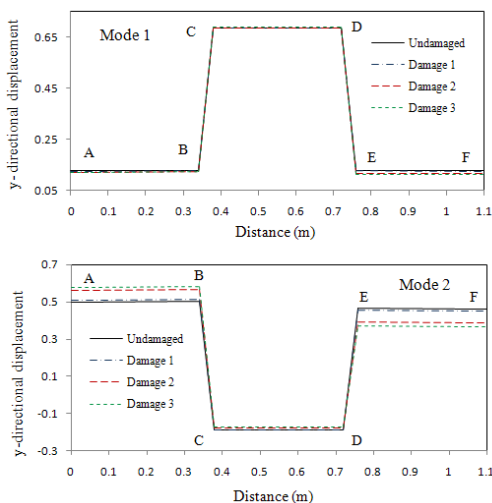 Mode 1
y- directional displacement
0.65
0.45
0.25
0.05
A
B
C
D
E
F
Undamaged
Damage 1
Damage 2
Damage 3
0 0.1 0.2 0.3 0.4 0.5 0.6 0.7 0.8 0.9 1 1.1
Distance (m)
Mode 2
y-directional displacement
0.7
0.5
0.3
0.1
-0.1
-0.3
A
B
C
D
E
F
Undamaged
Damage 1
Damage 2
Damage 3
0 0.1 0.2 0.3 0.4 0.5 0.6 0.7 0.8 0.9 1 1.1
Distance (m)